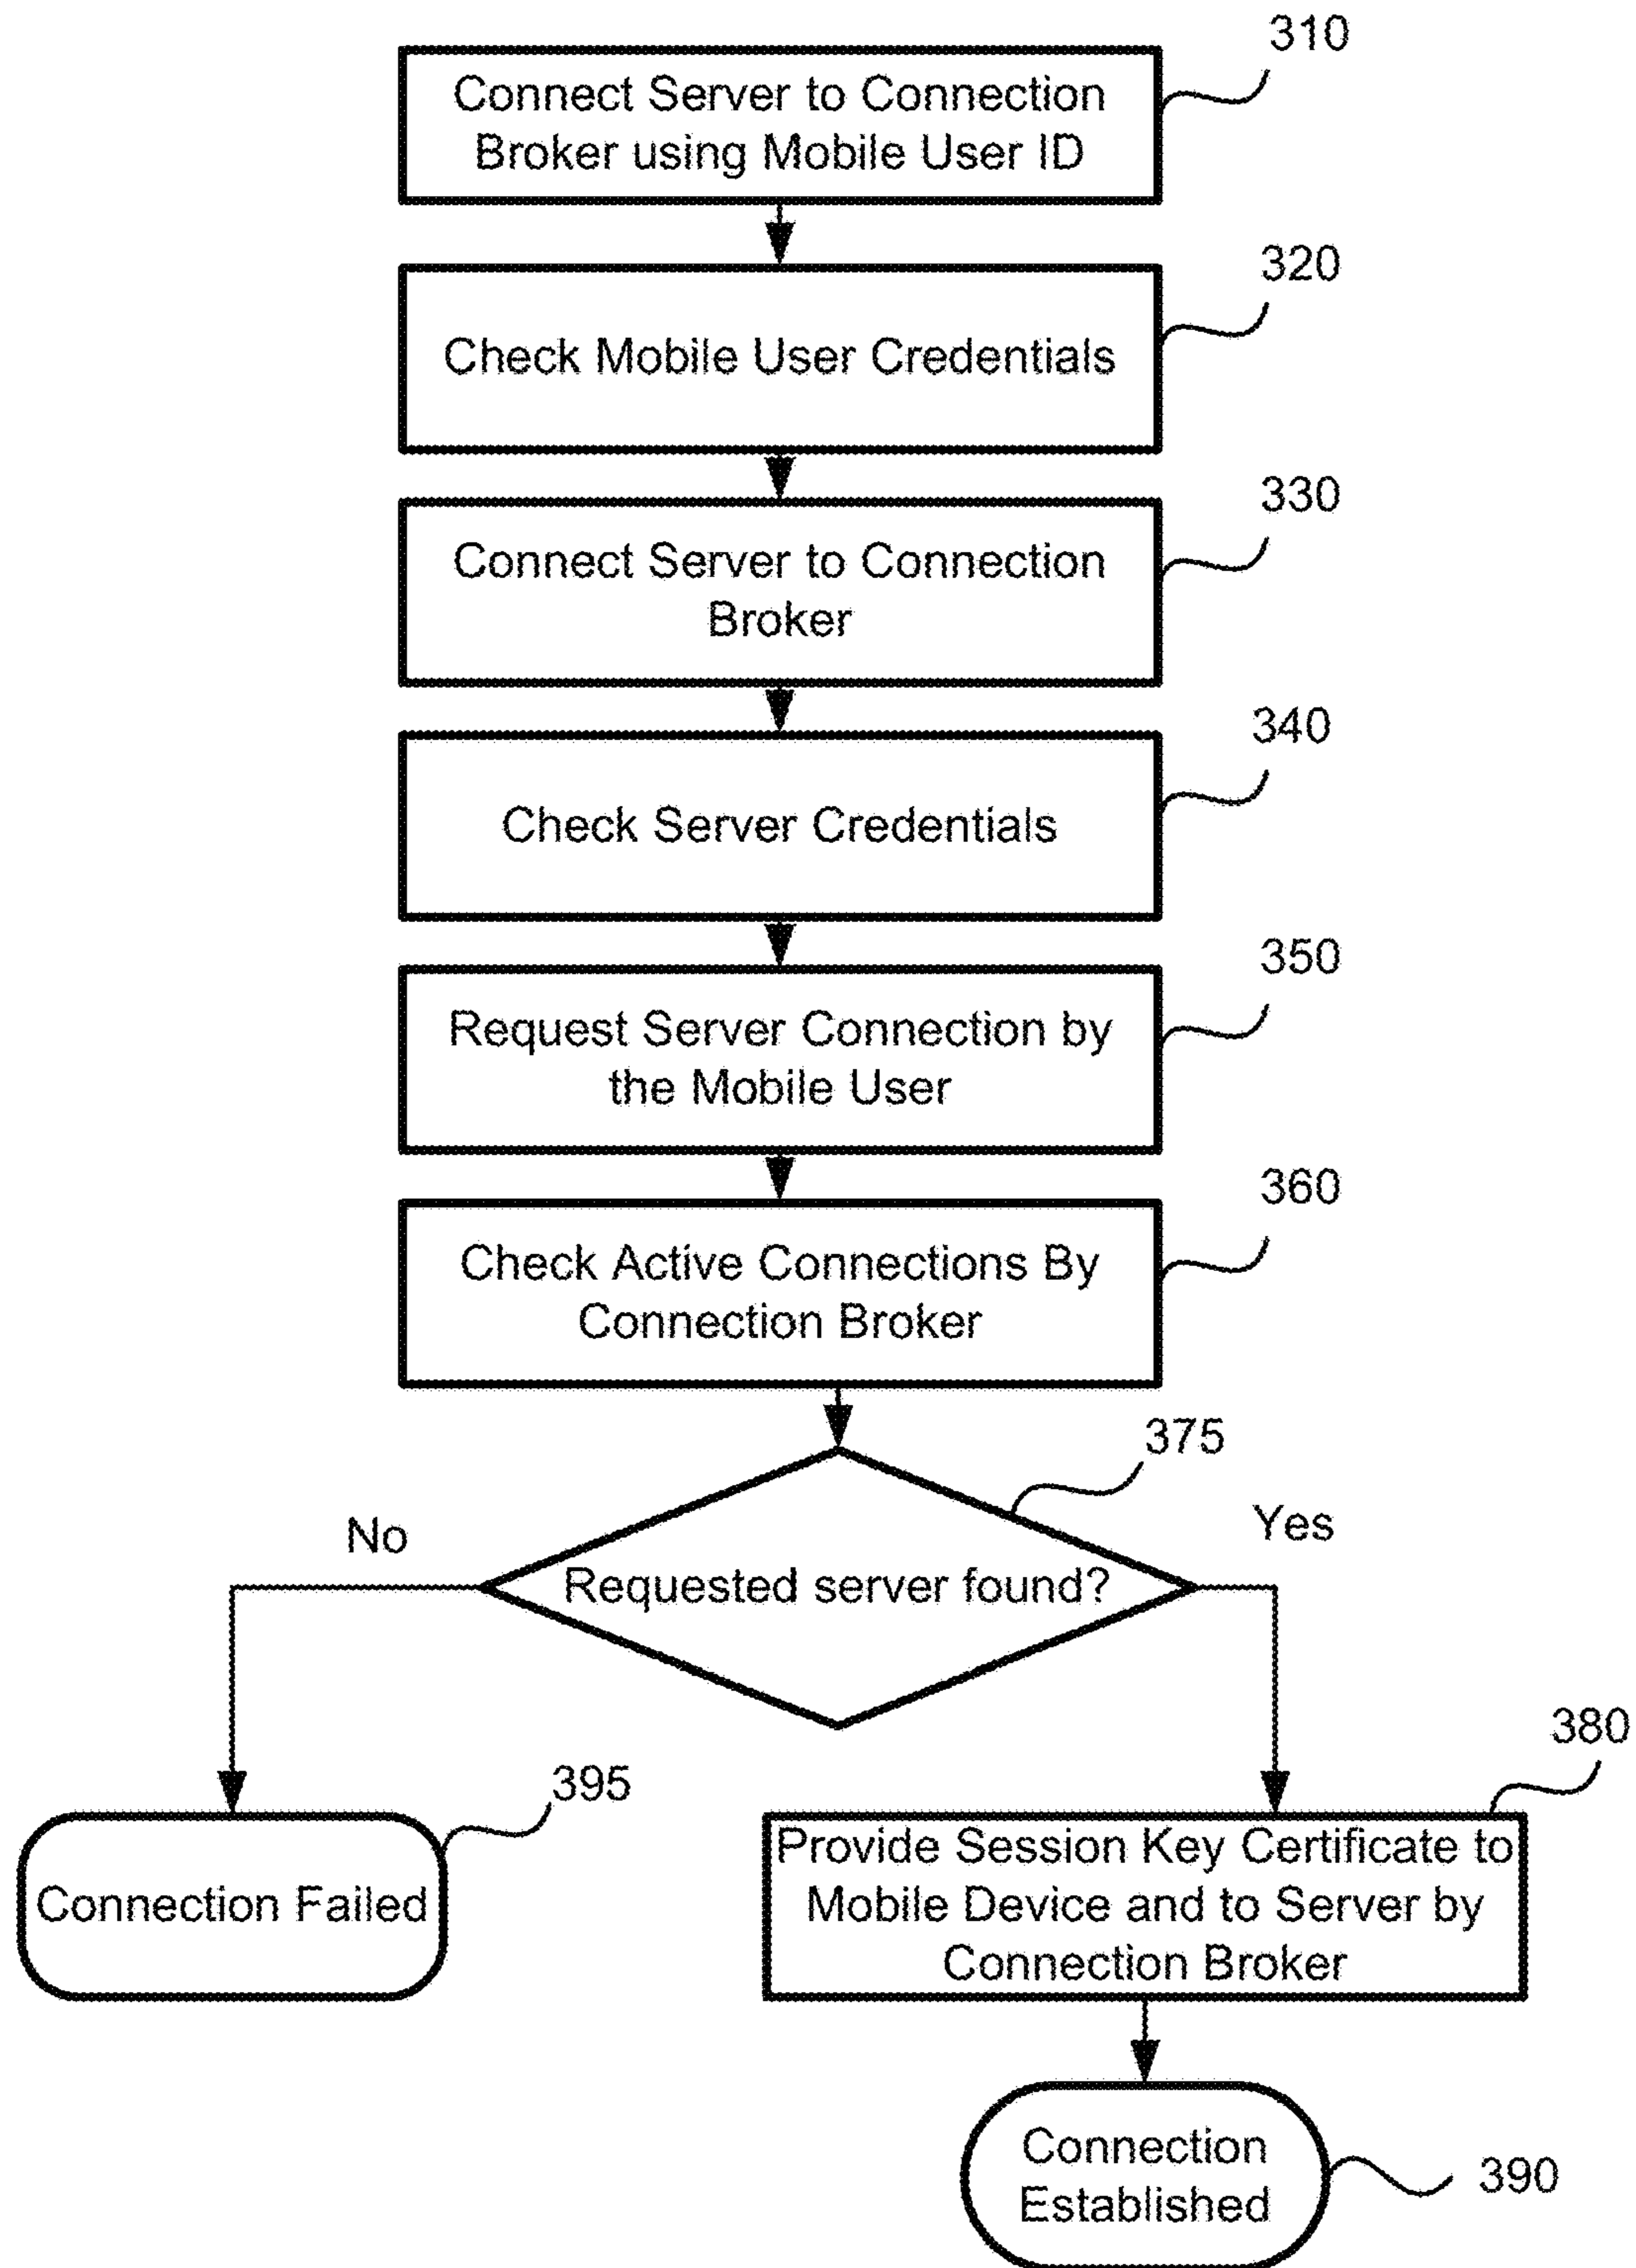 310
Connect Server to Connection
Broker using Mobile User ID
320
Check Mobile User Credentials
330
Connect Server to Connection
Broker
340
Check Server Credentials
350
Request Server Connection by
the Mobile User
360
Check Active Connections By
Connection Broker
375
No
Yes
Requested server found?
380
395
Connection Failed
Provide Session Key Certificate to
Mobile Device and to Server by
Connection Broker
Connection
Established
390